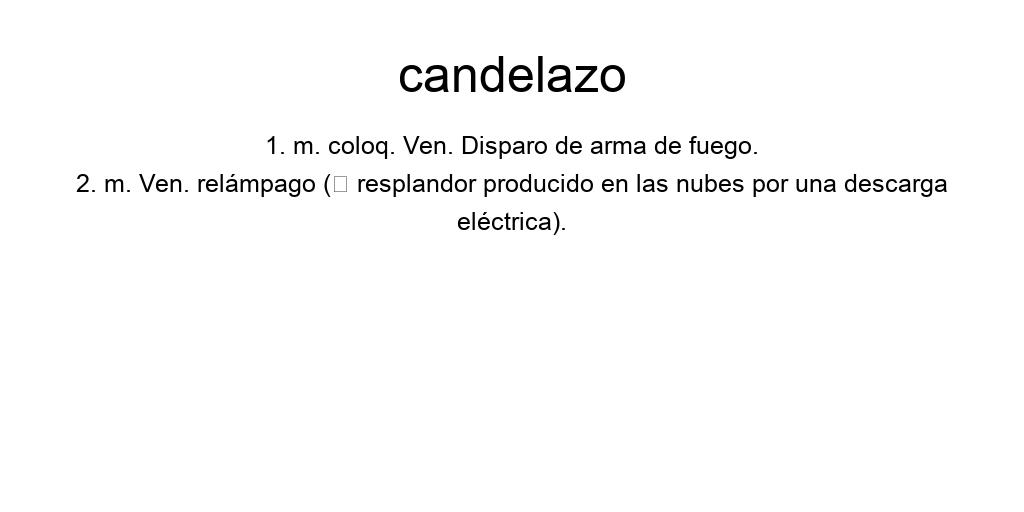 candelazo
1. m. coloq. Ven. Disparo de arma de fuego.
2. m. Ven. relámpago (□ resplandor producido en las nubes por una descarga
eléctrica).